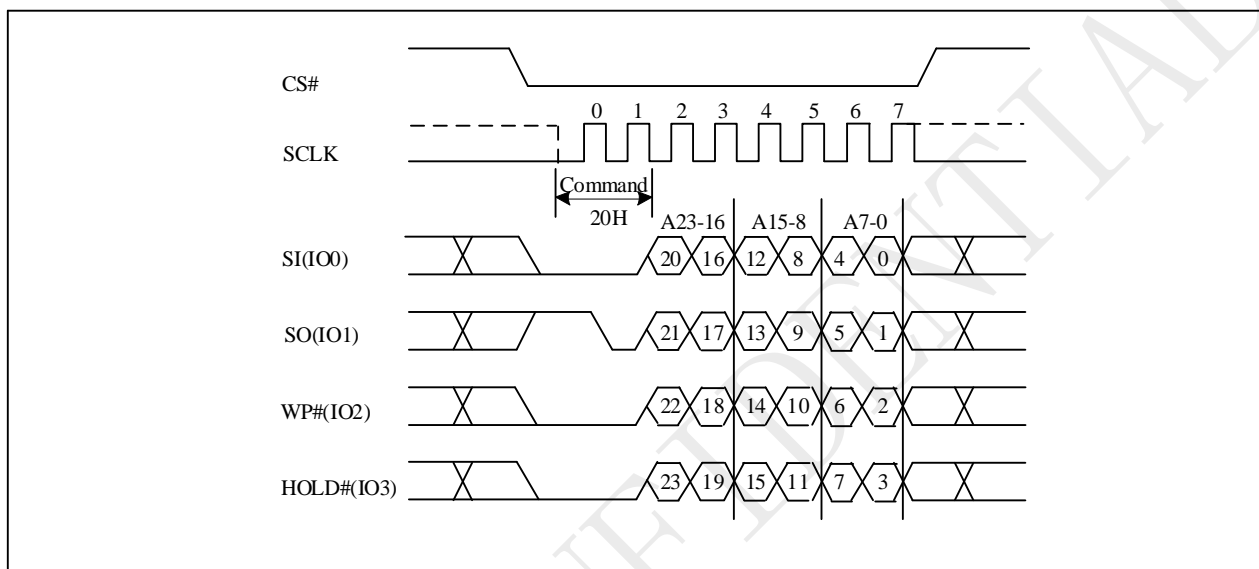 CS#
0 1 2 3 4 5 6 7
SCLK
Command
20H
A23-16 A15-8 A7-0
SI(IO0) 20 16 12 8 4 0
SO(IO1) 21 17 13 9 5 1
WP#(IO2) 22 18 14 10 6 2
HOLD#(IO3) 23 19 15 11 7 3